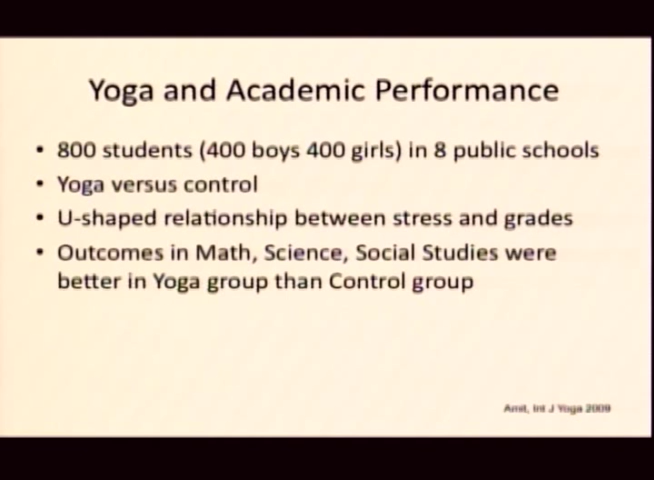 Yoga and Academic Performance
• 800 students (400 boys 400 girls) in 8 public schools
• Yoga versus control
• U-shaped relationship between stress and grades
• Outcomes in Math, Science, Social Studies were
better in Yoga group than Control group
Amit, Int J Yoga 2009